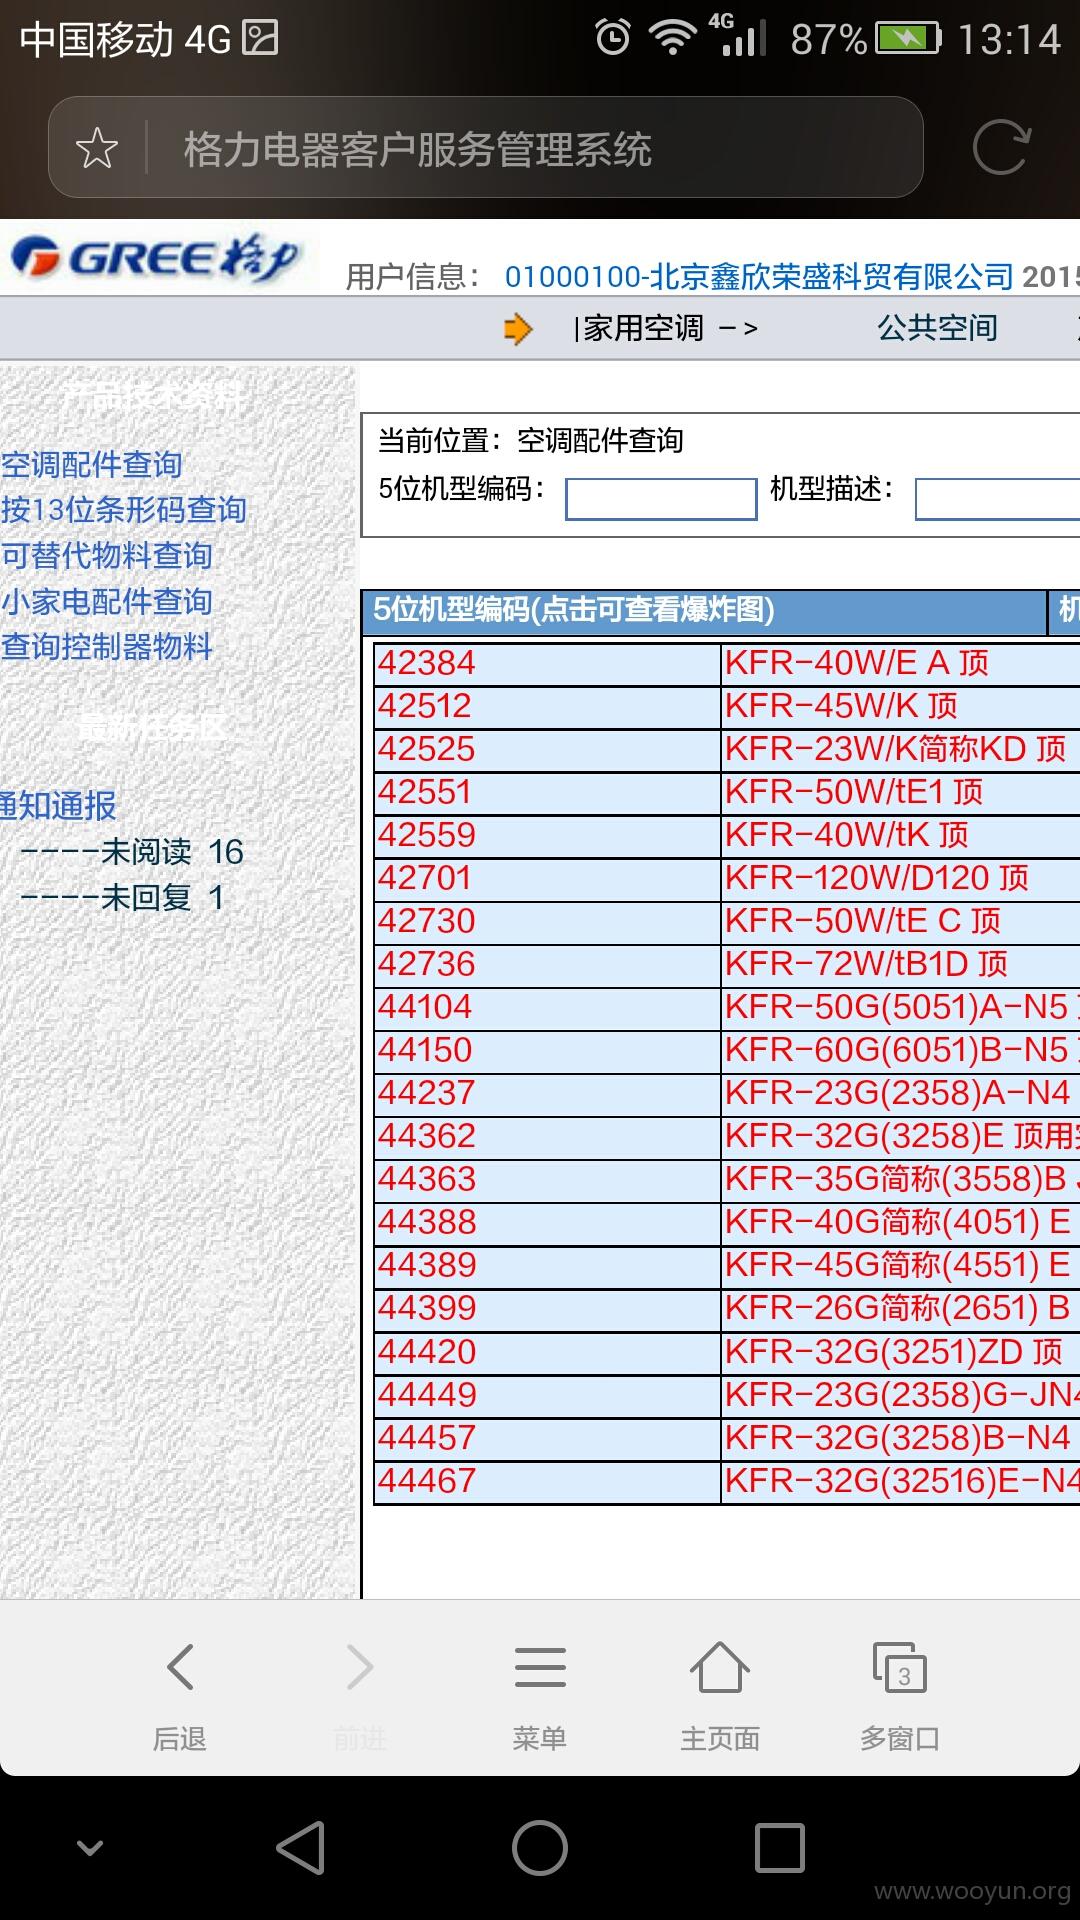 中国移动 4G 4G 87% 13:14
格力电器客户服务管理系统
GREE格力
用户信息： 01000100-北京鑫欣荣盛科贸有限公司 2015
|家用空调 -> 公共空间
产品技术资料
空调配件查询
按13位条形码查询
可替代物料查询
小家电配件查询
查询控制器物料
最新任务区
通知通报
----未阅读 16
----未回复 1
当前位置：空调配件查询
5位机型编码： 机型描述：
5位机型编码(点击可查看爆炸图) 机
42384 KFR-40W/E A 顶
42512 KFR-45W/K 顶
42525 KFR-23W/K简称KD 顶
42551 KFR-50W/tE1 顶
42559 KFR-40W/tK 顶
42701 KFR-120W/D120 顶
42730 KFR-50W/tE C 顶
42736 KFR-72W/tB1D 顶
44104 KFR-50G(5051)A-N5
44150 KFR-60G(6051)B-N5
44237 KFR-23G(2358)A-N4
44362 KFR-32G(3258)E 顶用
44363 KFR-35G简称(3558)B
44388 KFR-40G简称(4051) E
44389 KFR-45G简称(4551) E
44399 KFR-26G简称(2651) B
44420 KFR-32G(3251)ZD 顶
44449 KFR-23G(2358)G-JN4
44457 KFR-32G(3258)B-N4
44467 KFR-32G(32516)E-N4
3
后退 前进 菜单 主页面 多窗口
www.wooyun.org